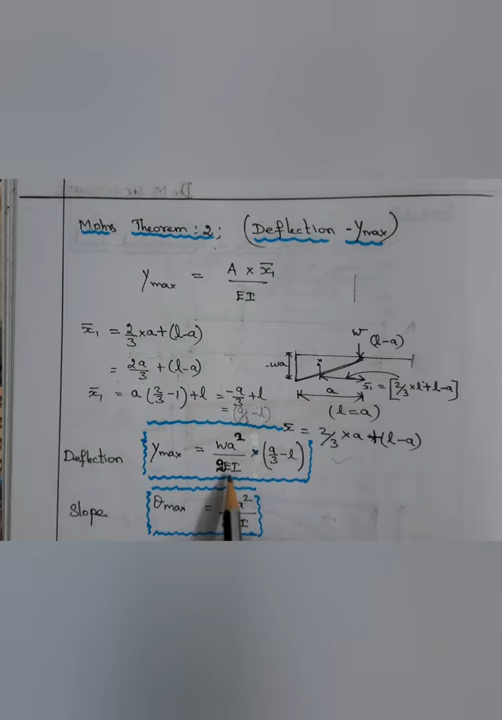 Mohrs Theorem: 2; (Deflection - Ymax)
Ymax = A × x̄₁ / EI
x̄₁ = 2/3 × a + (l-a)
= 2a/3 + (l-a)
x̄₁ = a(2/3 - 1) + l = -a/3 + l
W
(l-a)
-wa
a
x̄₁ = [2/3 × l + l-a]
(l=a)
x̄ = 2/3 × a + (l-a)
Deflection Ymax = Wa² / 2EI × (a/3 - l)
Slope θmax =